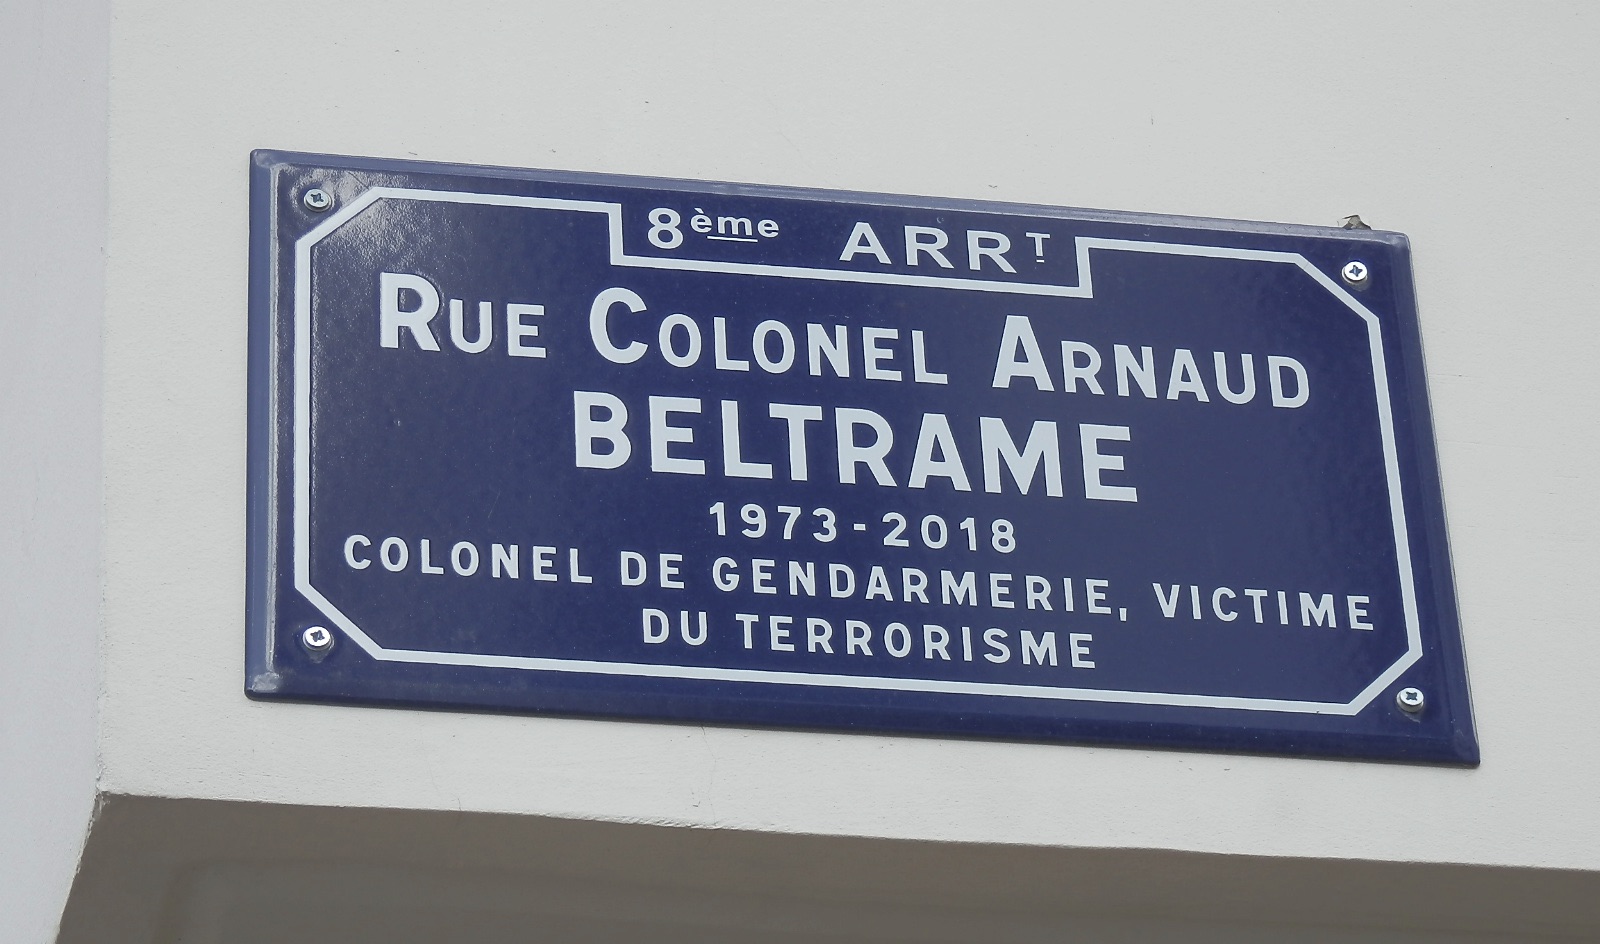 8ème ARRT
RUE COLONEL ARNAUD
BELTRAME
1973-2018
COLONEL DE GENDARMERIE, VICTIME
DU TERRORISME